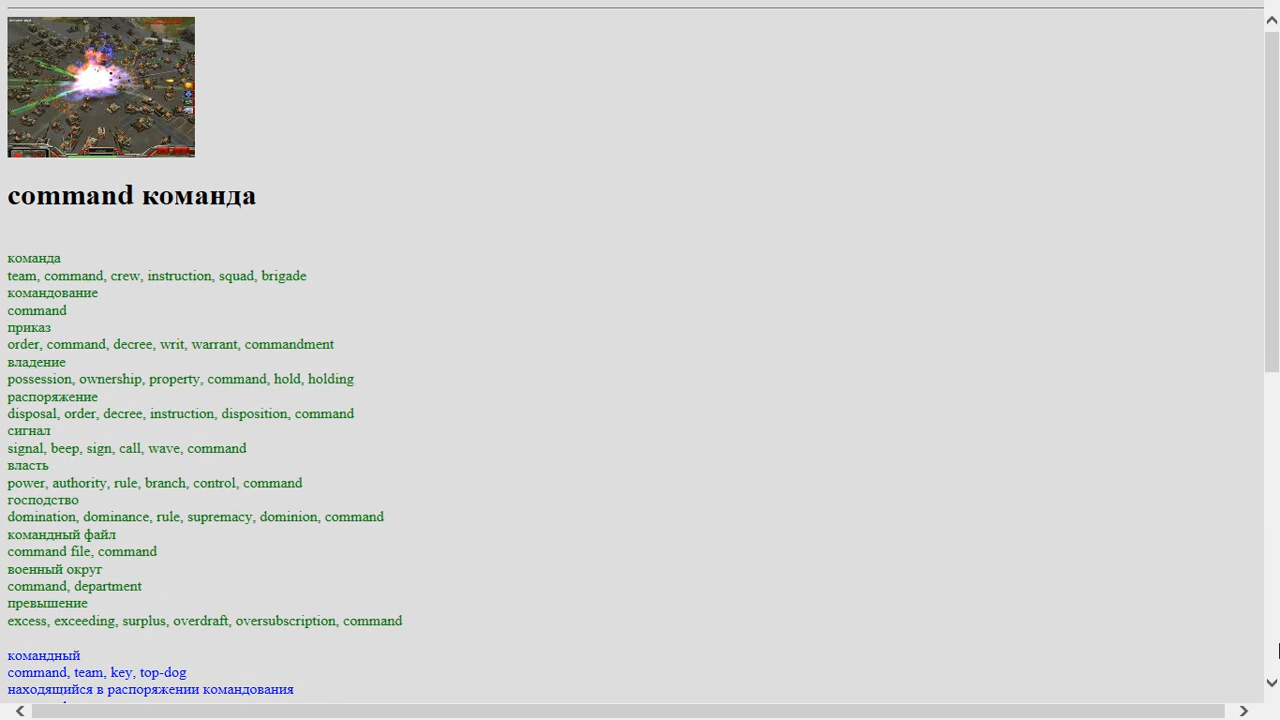 command команда
команда
team, command, crew, instruction, squad, brigade
командование
command
приказ
order, command, decree, writ, warrant, commandment
владение
possession, ownership, property, command, hold, holding
распоряжение
disposal, order, decree, instruction, disposition, command
сигнал
signal, beep, sign, call, wave, command
власть
power, authority, rule, branch, control, command
господство
domination, dominance, rule, supremacy, dominion, command
командный файл
command file, command
военный округ
command, department
превышение
excess, exceeding, surplus, overdraft, oversubscription, command
командный
command, team, key, top-dog
находящийся в распоряжении командования